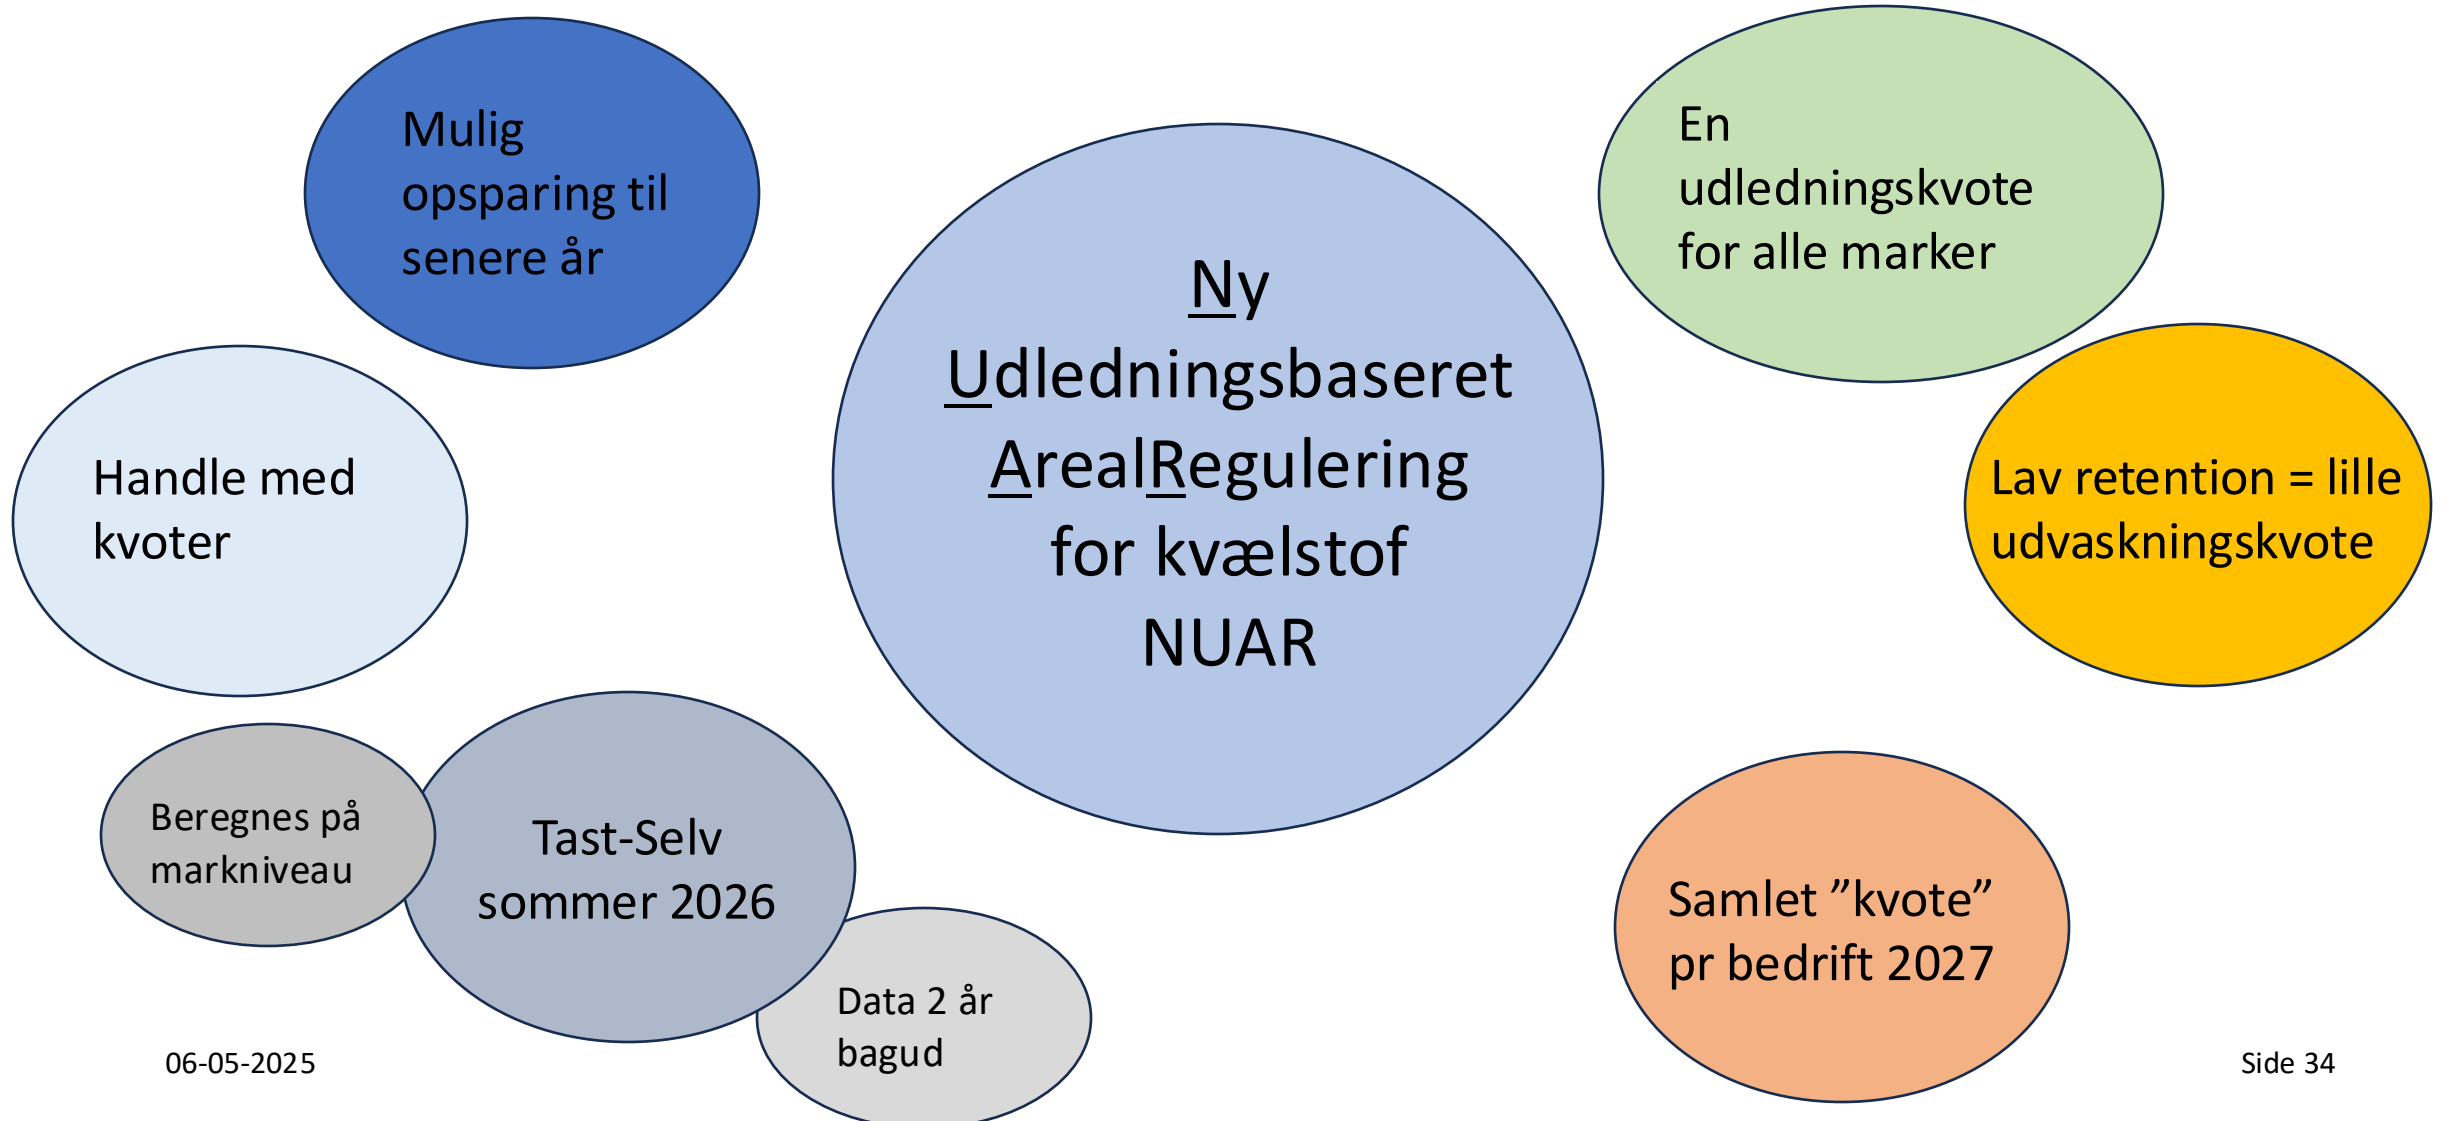 Mulig
opsparing til
senere år
En
udledningskvote
for alle marker
Ny
Udledningsbaseret
ArealRegulering
for kvælstof
NUAR
Handle med
kvoter
Lav retention = lille
udvaskningskvote
Beregnes på
markniveau
Tast-Selv
sommer 2026
Data 2 år
bagud
Samlet ”kvote”
pr bedrift 2027
06-05-2025
Side 34